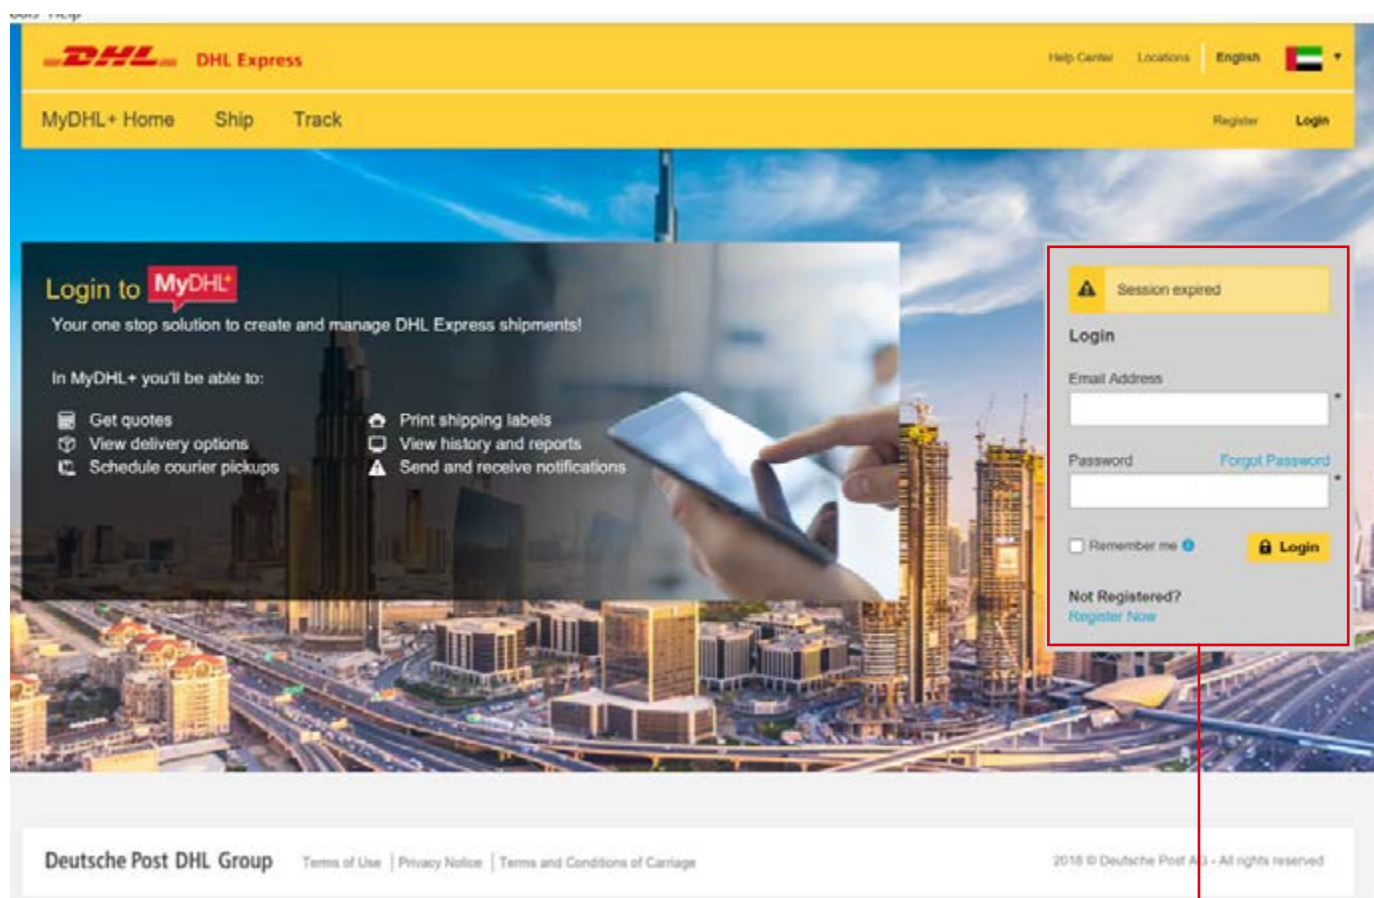 DHL DHL Express
Help Center Locations English
MyDHL+ Home Ship Track
Register Login
Login to MyDHL+
Your one stop solution to create and manage DHL Express shipments!
In MyDHL+ you'll be able to:
Get quotes
View delivery options
Schedule courier pickups
Print shipping labels
View history and reports
Send and receive notifications
Session expired
Login
Email Address
*
Password Forgot Password
*
Remember me Login
Not Registered?
Register Now
Deutsche Post DHL Group Terms of Use | Privacy Notice | Terms and Conditions of Carriage
2018 © Deutsche Post - All rights reserved